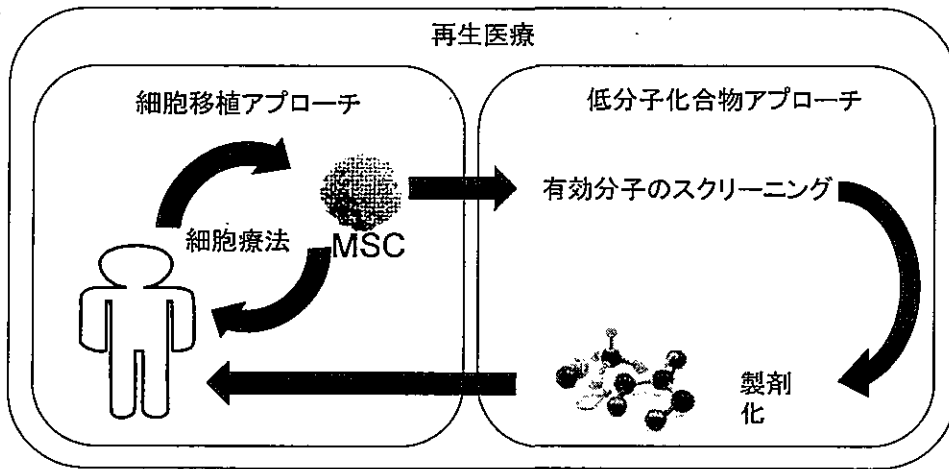 再生医療
細胞移植アプローチ
低分子化合物アプローチ
有効分子のスクリーニング
細胞療法
MSC
製剤
化